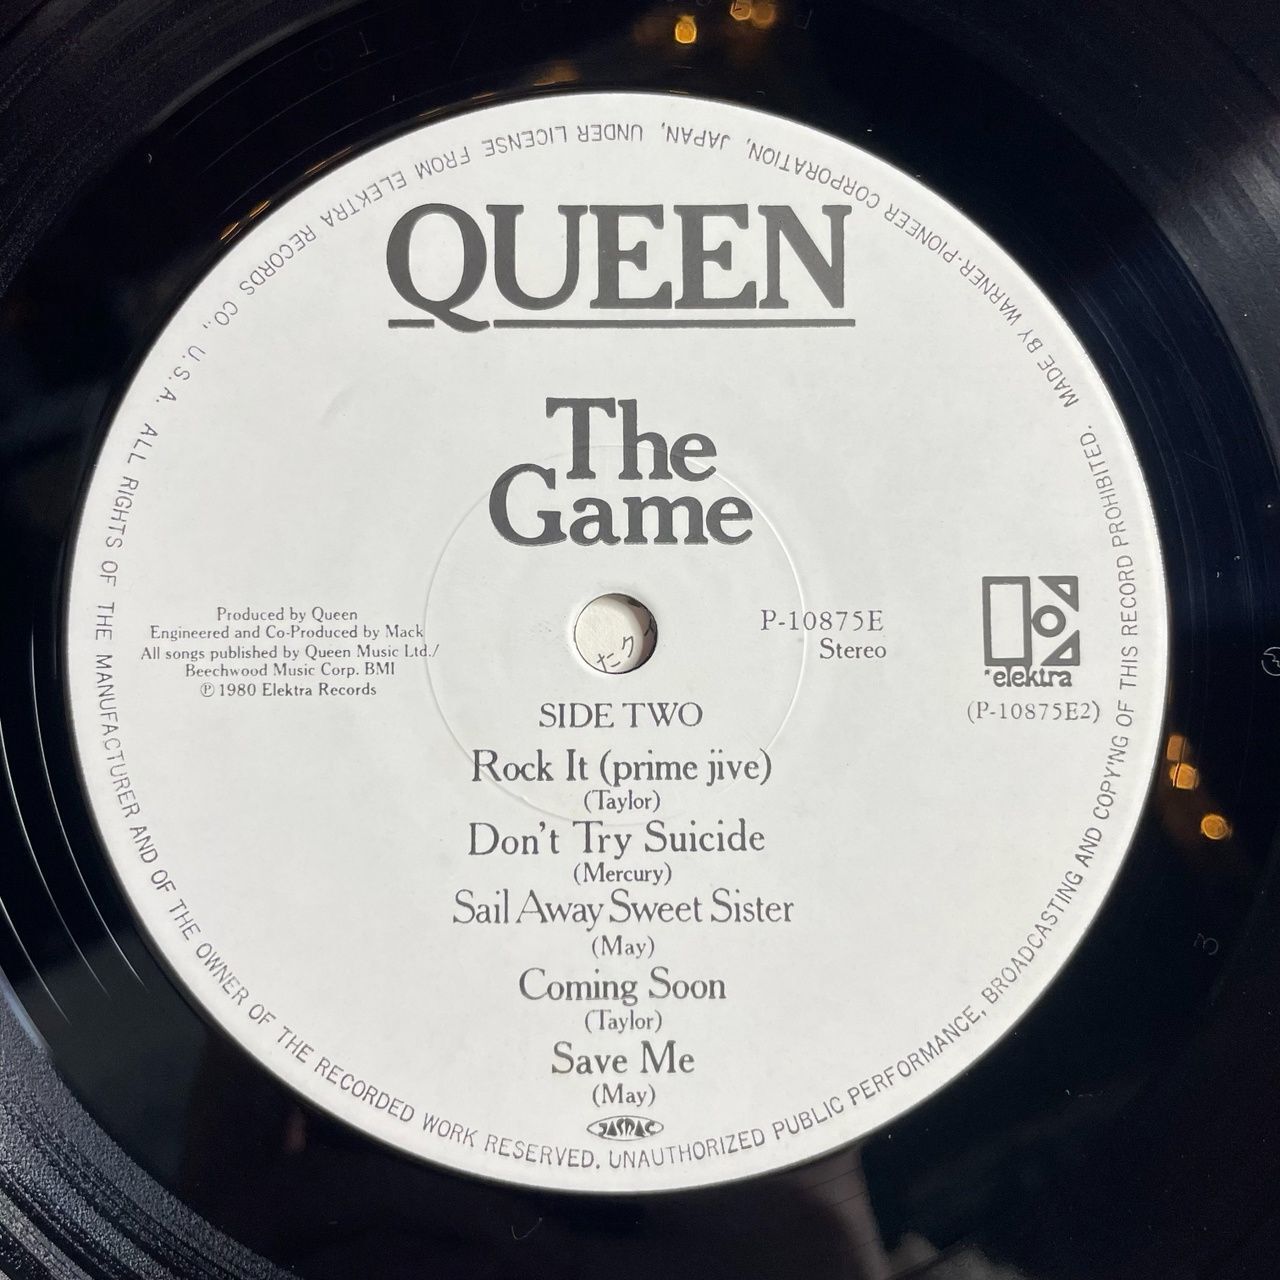 QUEEN
The
Game
Produced by Queen
Engineered and Co-Produced by Mack
All songs published by Queen Music Ltd./
Beechwood Music Corp. BMI
℗ 1980 Elektra Records
P-10875E
Stereo
*elektra
(P-10875E2)
SIDE TWO
Rock It (prime jive)
(Taylor)
Don't Try Suicide
(Mercury)
Sail Away Sweet Sister
(May)
Coming Soon
(Taylor)
Save Me
(May)
JASRAC
MADE BY WARNER-PIONEER CORPORATION, JAPAN, UNDER LICENSE FROM ELEKTRA RECORDS CO., U.S.A. ALL RIGHTS OF THE MANUFACTURER AND OF THE OWNER OF THE RECORDED WORK RESERVED. UNAUTHORIZED PUBLIC PERFORMANCE, BROADCASTING AND COPYING OF THIS RECORD PROHIBITED.